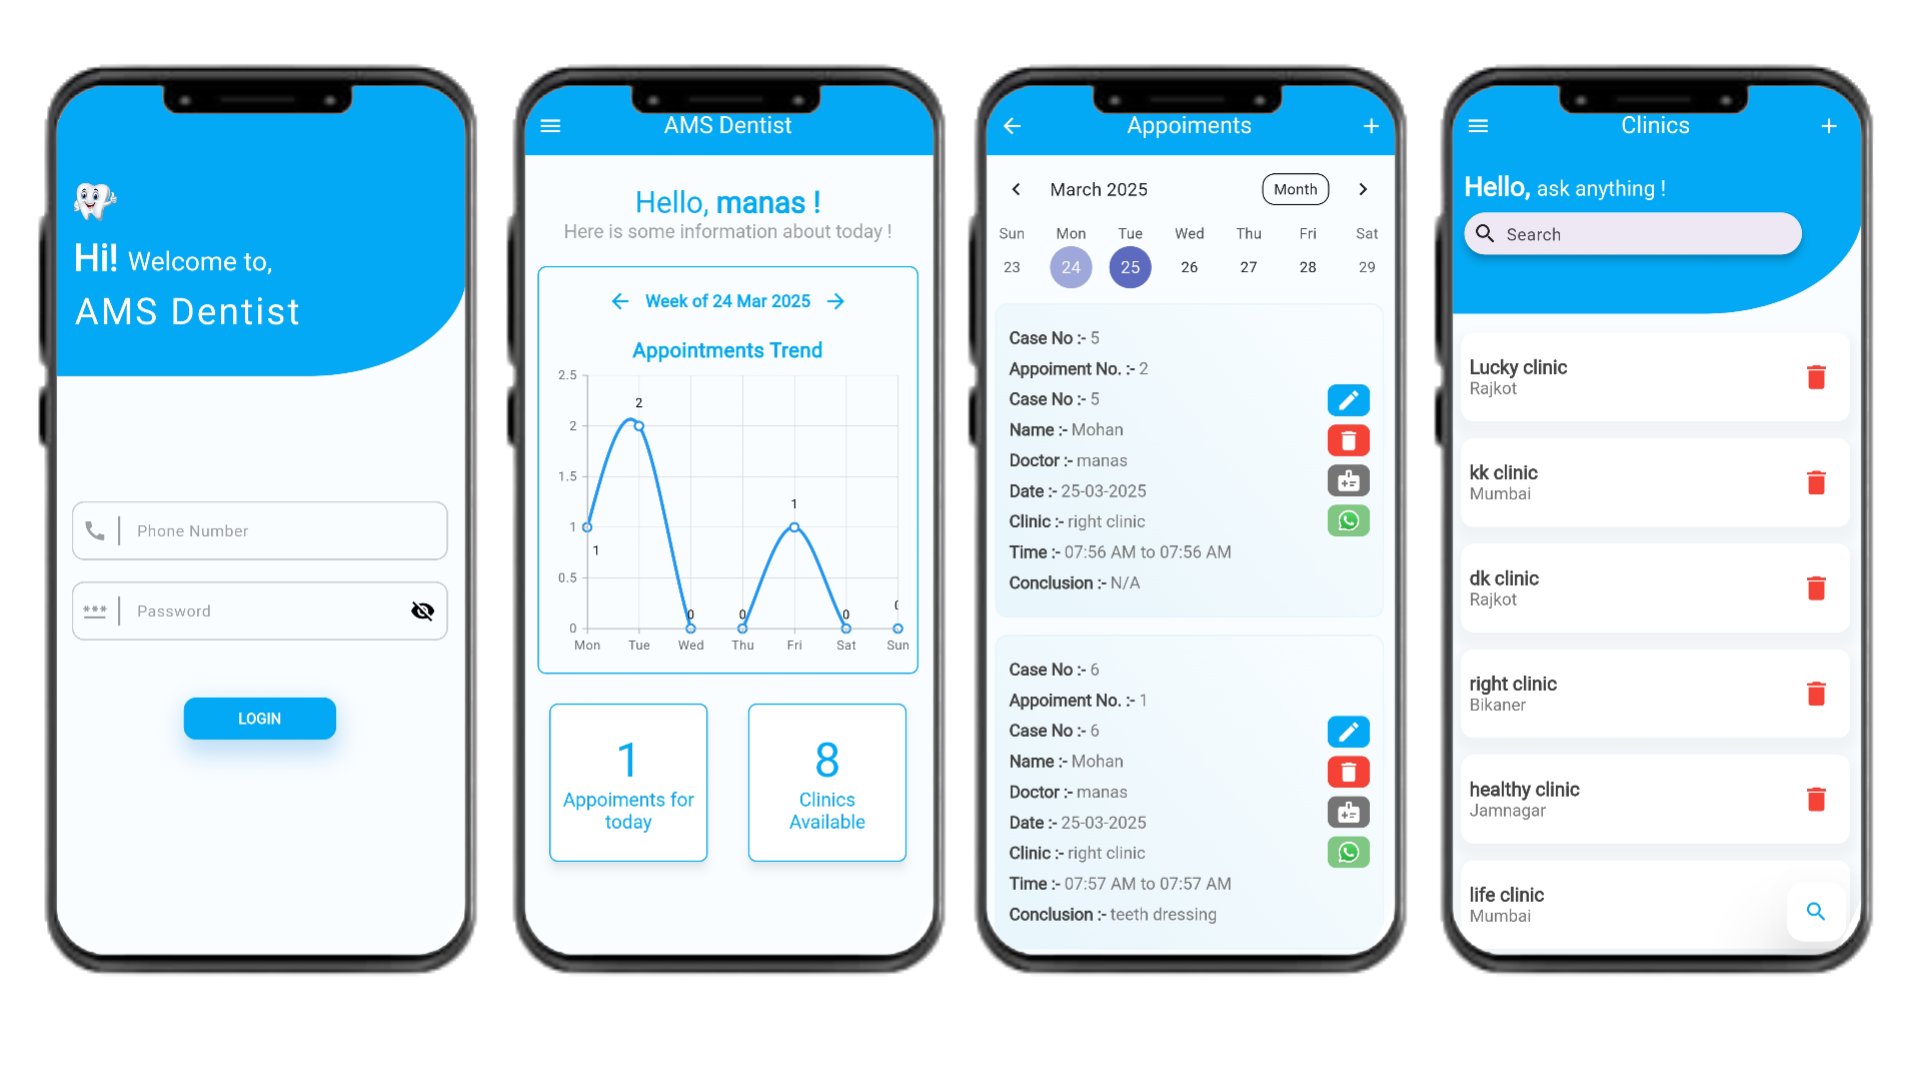 Hi! Welcome to,
AMS Dentist
Phone Number
***
Password
LOGIN
AMS Dentist
Hello, manas !
Here is some information about today !
Week of 24 Mar 2025
Appointments Trend
2.5
2
1.5
1
0.5
0
2
1
1
0
0
0
Mon Tue Wed Thu Fri Sat Sun
1
Appoiments for
today
8
Clinics
Available
Appoiments
March 2025
Month
Sun Mon Tue Wed Thu Fri Sat
23 24 25 26 27 28 29
Case No :- 5
Appoiment No. :- 2
Case No :- 5
Name :- Mohan
Doctor :- manas
Date :- 25-03-2025
Clinic :- right clinic
Time :- 07:56 AM to 07:56 AM
Conclusion :- N/A
Case No :- 6
Appoiment No. :- 1
Case No :- 6
Name :- Mohan
Doctor :- manas
Date :- 25-03-2025
Clinic :- right clinic
Time :- 07:57 AM to 07:57 AM
Conclusion :- teeth dressing
Clinics
Hello, ask anything !
Search
Lucky clinic
Rajkot
kk clinic
Mumbai
dk clinic
Rajkot
right clinic
Bikaner
healthy clinic
Jamnagar
life clinic
Mumbai